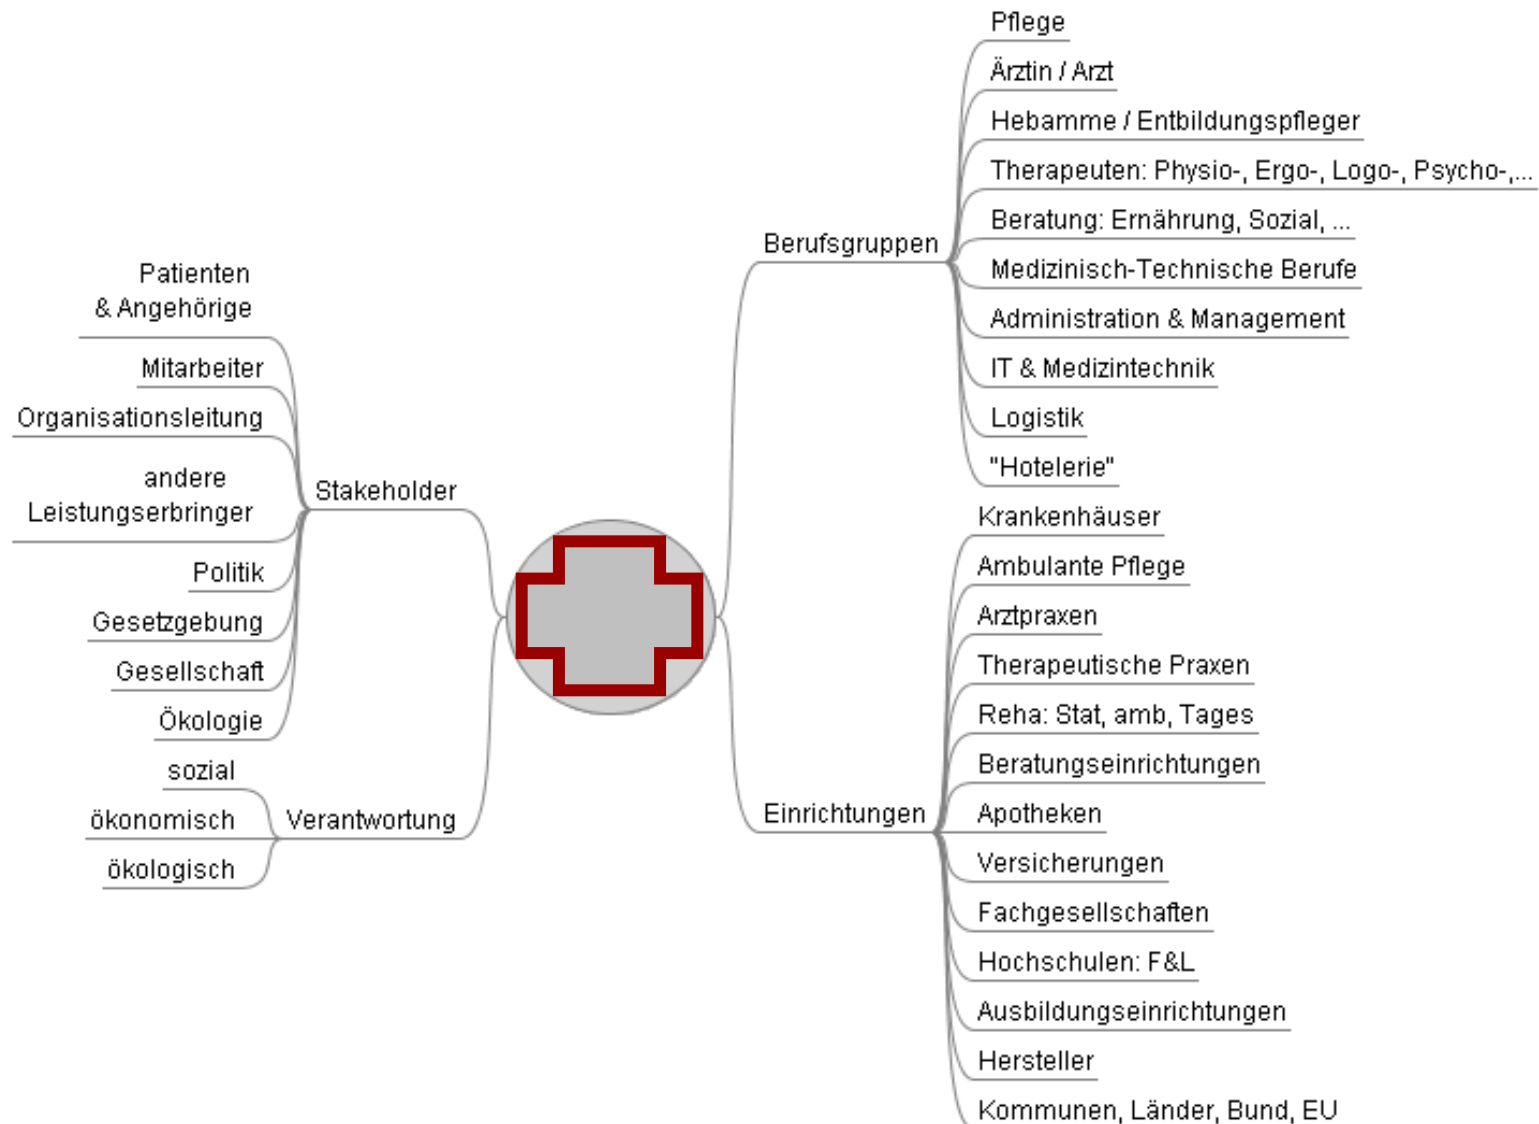 Patienten
& Angehörige
Mitarbeiter
Organisationsleitung
andere
Leistungserbringer
Politik
Gesetzgebung
Gesellschaft
Ökologie
Stakeholder
sozial
ökonomisch
ökologisch
Verantwortung
Berufsgruppen
Pflege
Ärztin / Arzt
Hebamme / Entbildungspfleger
Therapeuten: Physio-, Ergo-, Logo-, Psycho-,...
Beratung: Ernährung, Sozial, ...
Medizinisch-Technische Berufe
Administration & Management
IT & Medizintechnik
Logistik
"Hotelerie"
Einrichtungen
Krankenhäuser
Ambulante Pflege
Arztpraxen
Therapeutische Praxen
Reha: Stat, amb, Tages
Beratungseinrichtungen
Apotheken
Versicherungen
Fachgesellschaften
Hochschulen: F&L
Ausbildungseinrichtungen
Hersteller
Kommunen, Länder, Bund, EU